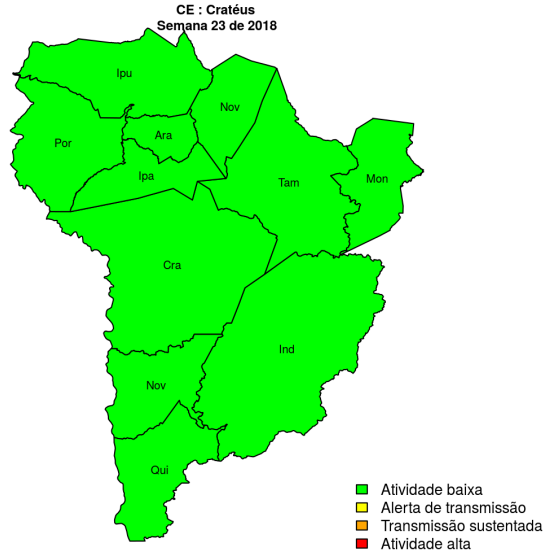 CE : Cratéus
Semana 23 de 2018
Ipu
Nov
Por
Ara
Ipa
Tam
Mon
Cra
Ind
Nov
Qui
Atividade baixa
Alerta de transmissão
Transmissão sustentada
Atividade alta